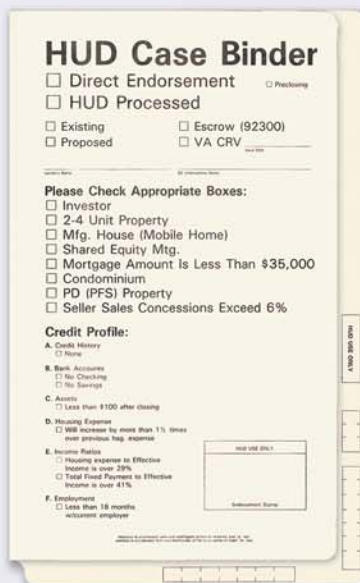 HUD Case Binder
☐ Direct Endorsement ☐ Preclosing
☐ HUD Processed
☐ Existing ☐ Escrow (92300)
☐ Proposed ☐ VA CRV
Please Check Appropriate Boxes:
☐ Investor
☐ 2-4 Unit Property
☐ Mfg. House (Mobile Home)
☐ Shared Equity Mtg.
☐ Mortgage Amount Is Less Than $35,000
☐ Condominium
☐ PD (PFS) Property
☐ Seller Sales Concessions Exceed 6%
Credit Profile:
A. Credit History
☐ None
B. Bank Accounts
☐ No Checking
☐ No Savings
C. Assets
☐ Less than $100 after closing
D. Housing Expense
☐ Will increase by more than 1½ times
over previous hsg. expense
E. Income Ratios
☐ Housing expense to Effective
Income is over 29%
☐ Total Fixed Payment to Effective
Income is over 41%
F. Employment
☐ Less than 18 months
w/current employer
HUD USE ONLY
Endorsement Stamp
HUD USE ONLY